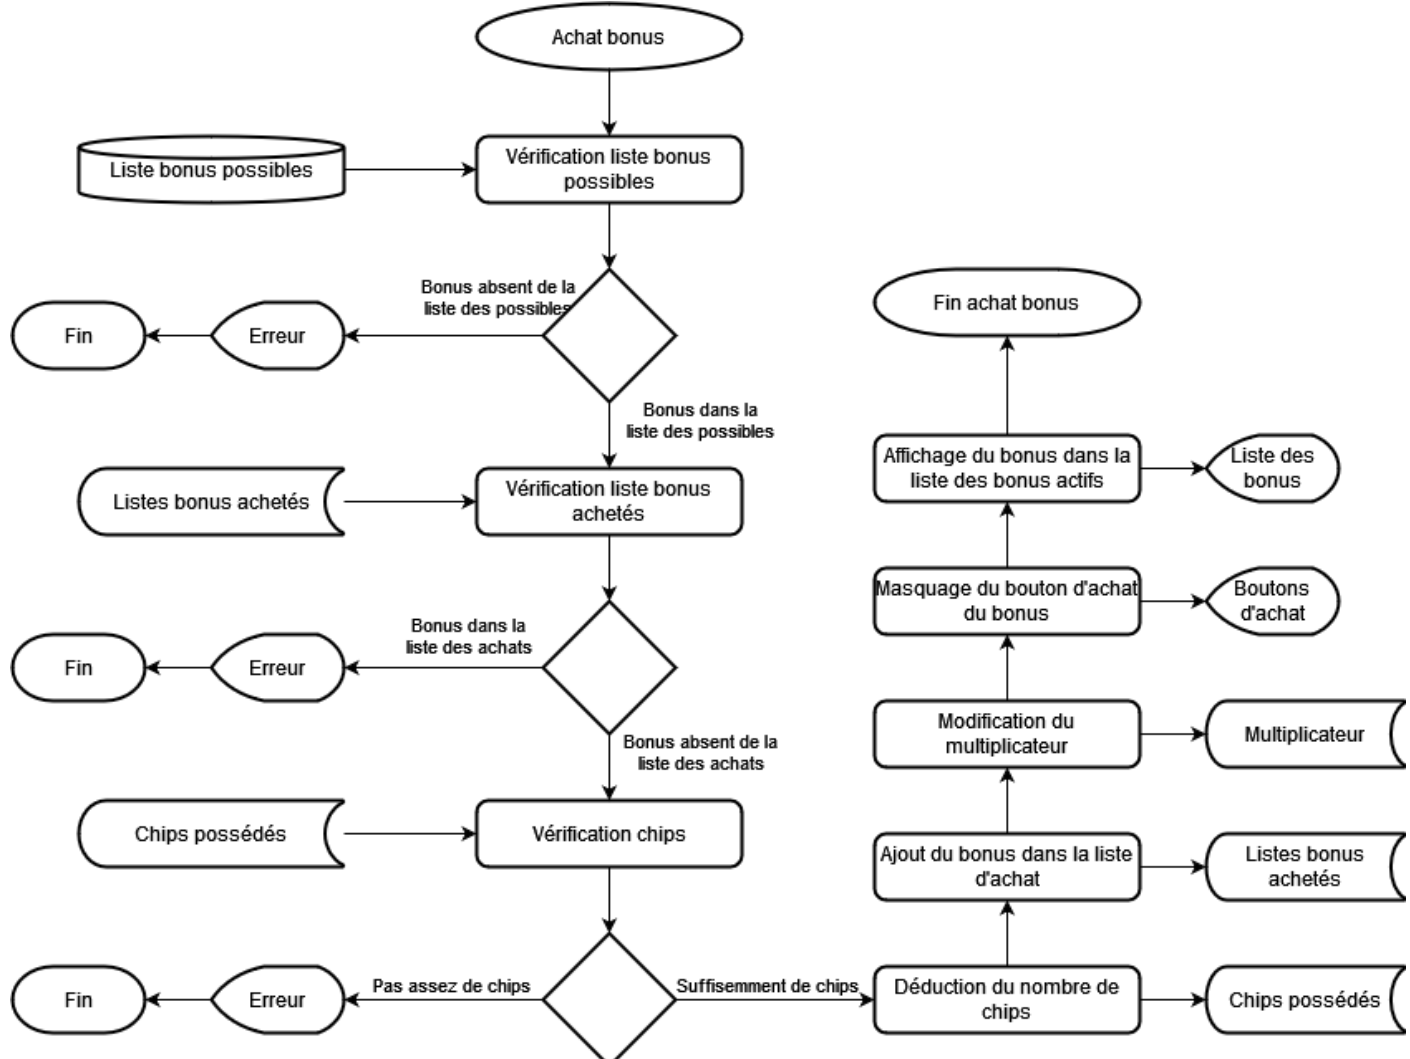 Achat bonus
Liste bonus possibles
Vérification liste bonus
possibles
Bonus absent de la
liste des possibles
Fin
Erreur
Fin achat bonus
Bonus dans la
liste des possibles
Affichage du bonus dans la
liste des bonus actifs
Liste des
bonus
Listes bonus achetés
Vérification liste bonus
achetés
Masquage du bouton d'achat
du bonus
Boutons
d'achat
Bonus dans la
liste des achats
Fin
Erreur
Bonus absent de la
liste des achats
Modification du
multiplicateur
Multiplicateur
Chips possédés
Vérification chips
Ajout du bonus dans la liste
d'achat
Listes bonus
achetés
Fin
Erreur
Pas assez de chips
Suffisemment de chips
Déduction du nombre de
chips
Chips possédés